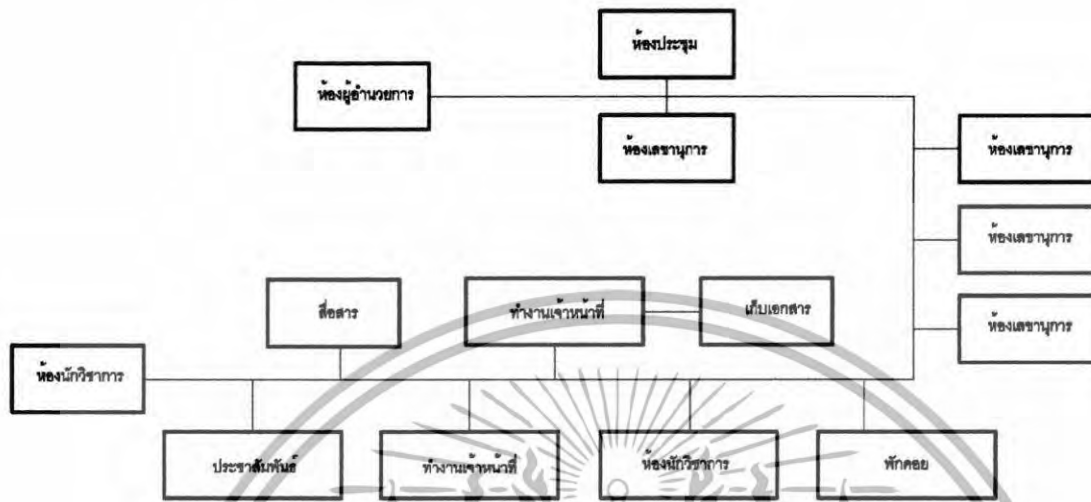 ห้องประชุม
ห้องผู้อำนวยการ
ห้องเลขานุการ
ห้องเลขานุการ
ห้องเลขานุการ
สื่อสาร
ทำงานเจ้าหน้าที่
เก็บเอกสาร
ห้องเลขานุการ
ห้องนักวิชาการ
ประชาสัมพันธ์
ทำงานเจ้าหน้าที่
ห้องนักวิชาการ
พักคอย